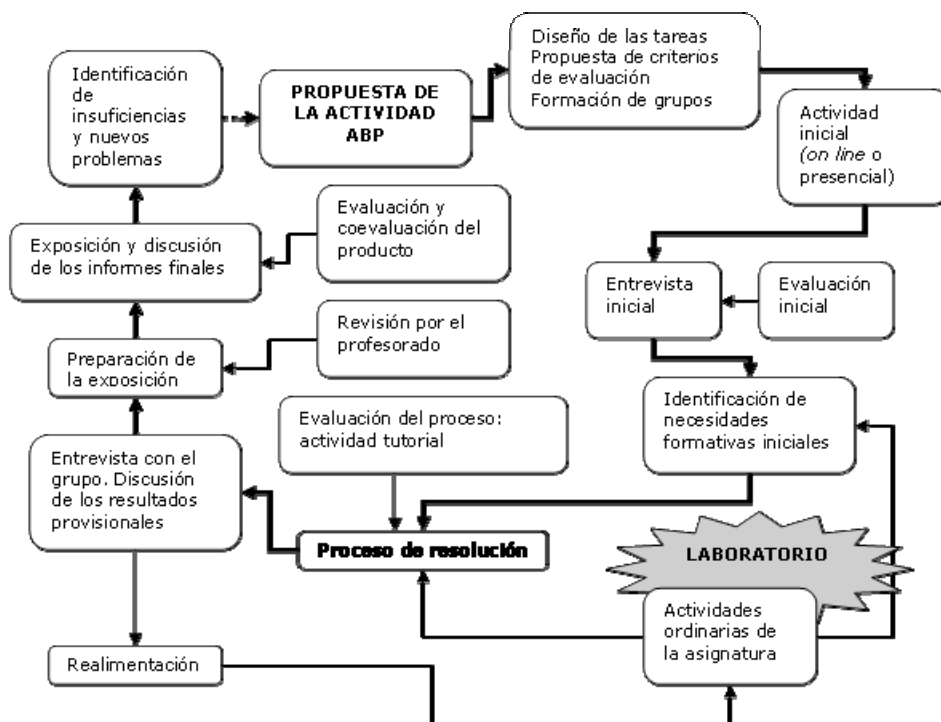 Identificación
de
insuficiencias
y nuevos
problemas
PROPUESTA DE
LA ACTIVIDAD
ABP
Diseño de las tareas
Propuesta de criterios
de evaluación
Formación de grupos
Actividad
inicial
(on line o
presencial)
Evaluación y
coevaluación del
producto
Exposición y discusión
de los informes finales
Entrevista
inicial
Evaluación
inicial
Revisión por el
profesorado
Preparación de
la exposición
Identificación de
necesidades
formativas iniciales
Evaluación del proceso:
actividad tutorial
Entrevista con el
grupo. Discusión
de los resultados
provisionales
Proceso de resolución
LABORATORIO
Actividades
ordinarias de
la asignatura
Realimentación